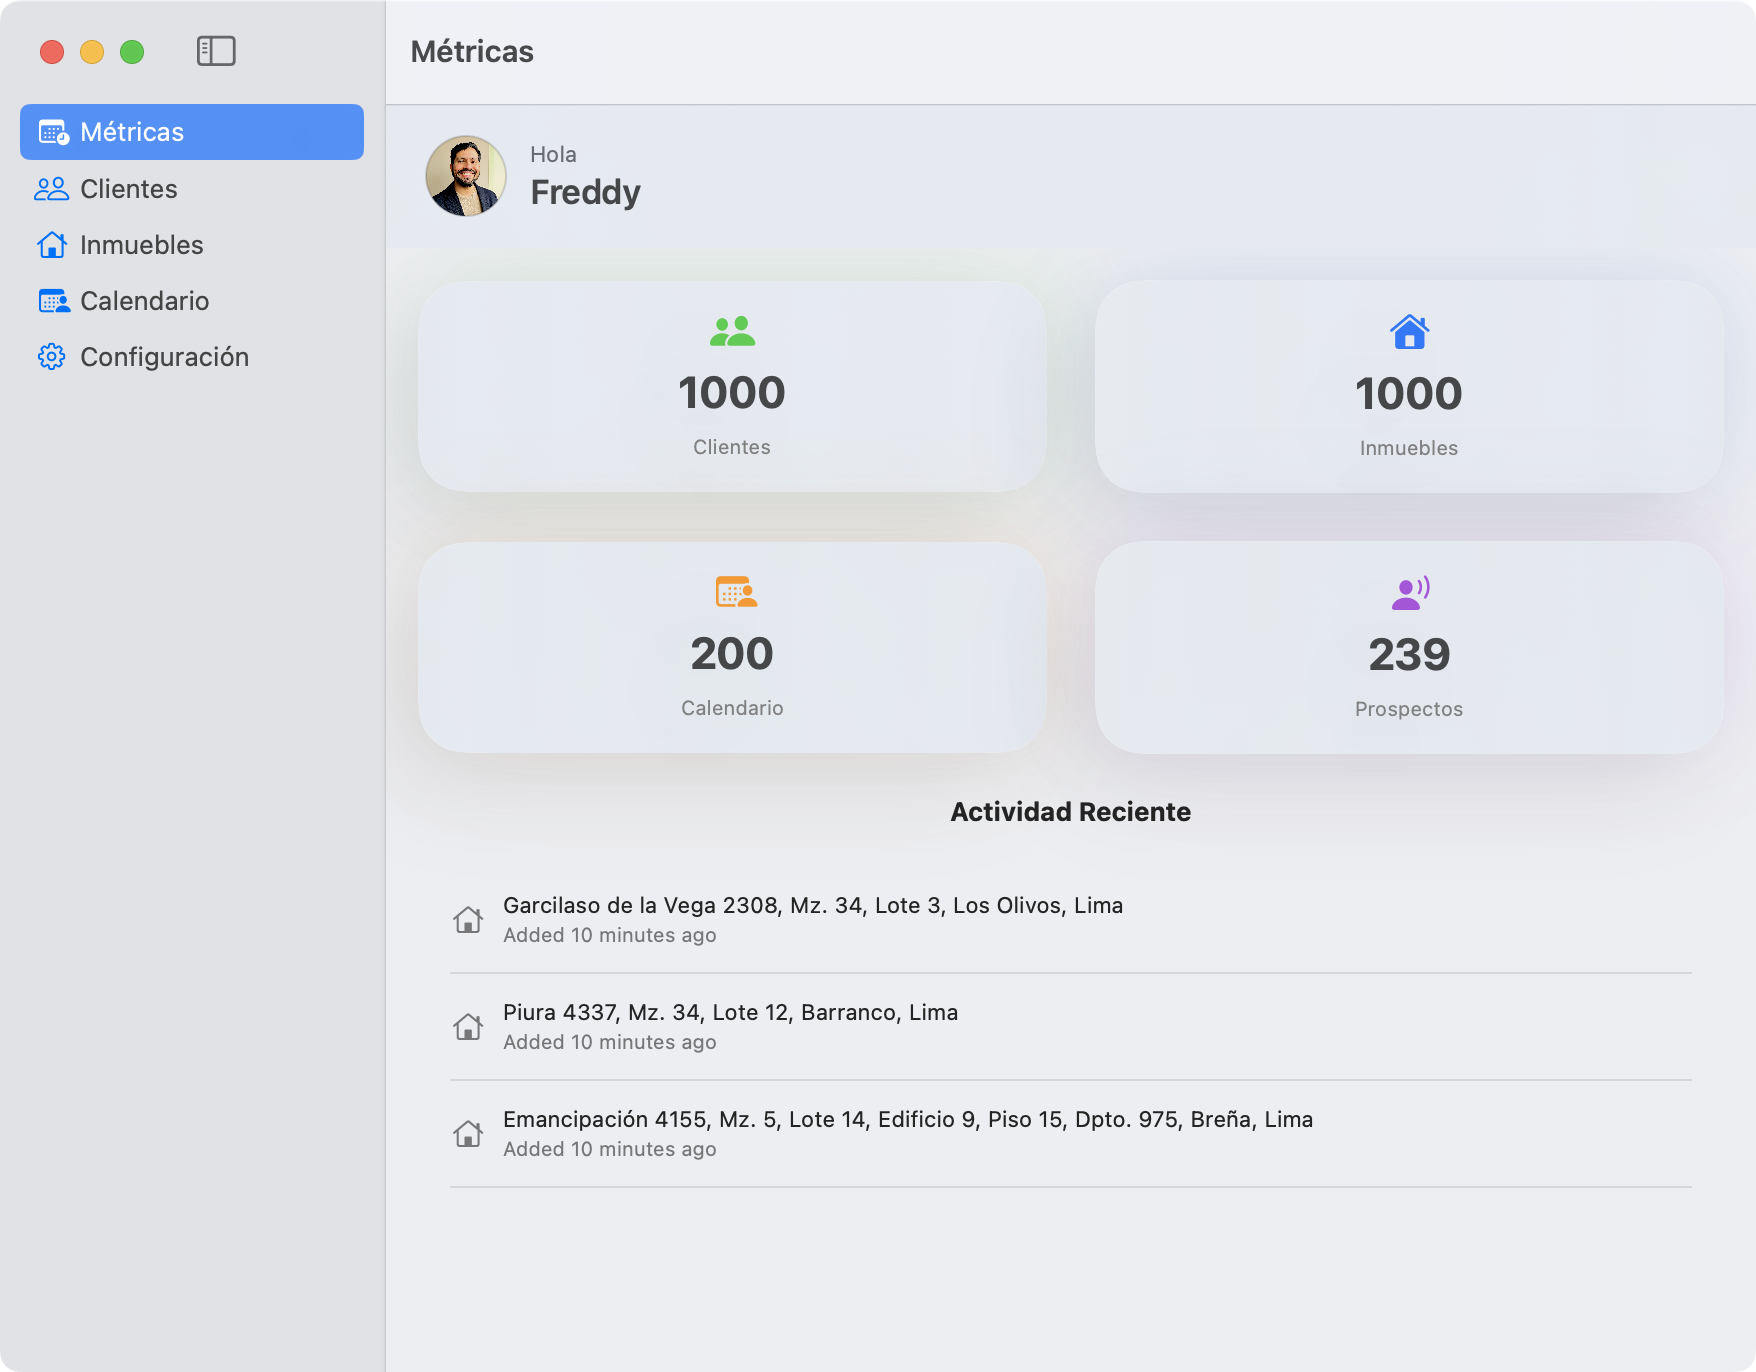 Métricas
Clientes
Inmuebles
Calendario
Configuración
Métricas
Hola
Freddy
1000
Clientes
1000
Inmuebles
200
Calendario
239
Prospectos
Actividad Reciente
Garcilaso de la Vega 2308, Mz. 34, Lote 3, Los Olivos, Lima
Added 10 minutes ago
Piura 4337, Mz. 34, Lote 12, Barranco, Lima
Added 10 minutes ago
Emancipación 4155, Mz. 5, Lote 14, Edificio 9, Piso 15, Dpto. 975, Breña, Lima
Added 10 minutes ago